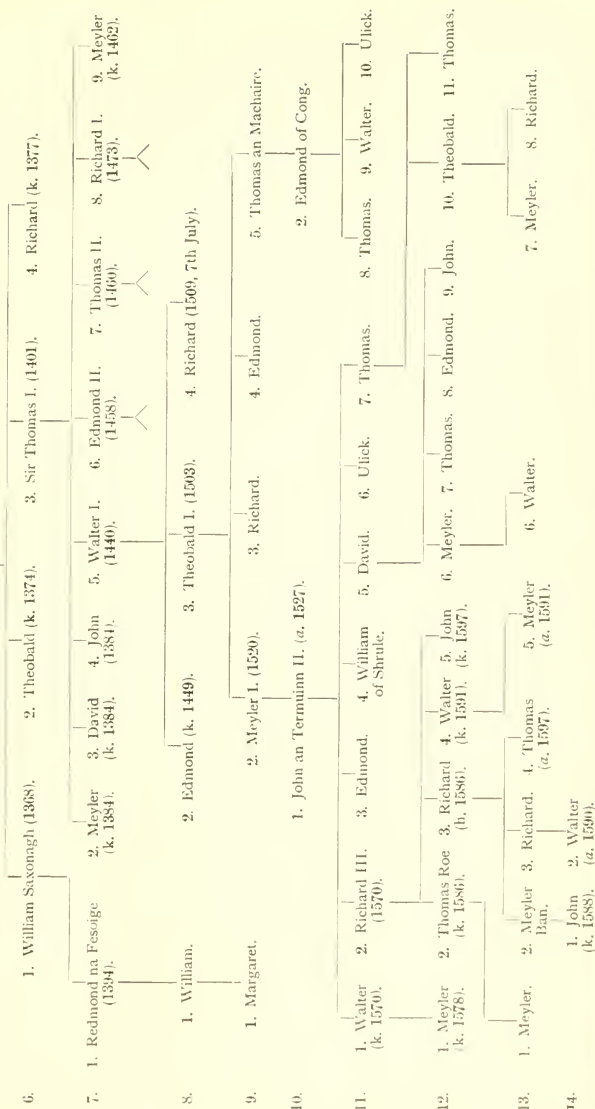 6. 1. William Saxonagh (1368). 2. Theobald (k. 1374). 3. Sir Thomas I. (1401). 4. Richard (k. 1377).
7. 1. Redmond na Fesoige (1394). 2. Meyler (k. 1384). 3. David (k. 1384). 4. John (1384). 5. Walter I. (1440). 6. Edmond II. (1458). 7. Thomas II. (1460). 8. Richard I. (1473). 9. Meyler (k. 1462).
8. 1. William. 2. Edmond (k. 1449). 3. Theobald I. (1503). 4. Richard (1509, 7th July).
9. 1. Margaret. 2. Meyler I. (1520). 3. Richard. 4. Edmond. 5. Thomas an Machaire.
10. 1. John an Termuinn II. (a. 1527). 2. Edmond of Cong.
11. 1. Walter (k. 1570). 2. Richard III. (1570). 3. Edmond. 4. William of Shrule. 5. David. 6. Ulick. 7. Thomas. 8. Thomas. 9. Walter. 10. Ulick.
12. 1. Meyler (k. 1578). 2. Thomas Roe (k. 1586). 3. Richard (h. 1586). 4. Walter (k. 1591). 5. John (k. 1597). 6. Meyler. 7. Thomas. 8. Edmond. 9. John. 10. Theobald. 11. Thomas.
13. 1. Meyler. 2. Meyler Ban. 3. Richard. 4. Thomas (a. 1597). 5. Meyler (a. 1591). 6. Walter. 7. Meyler. 8. Richard.
14. 1. John (k. 1588). 2. Walter (a. 1590).